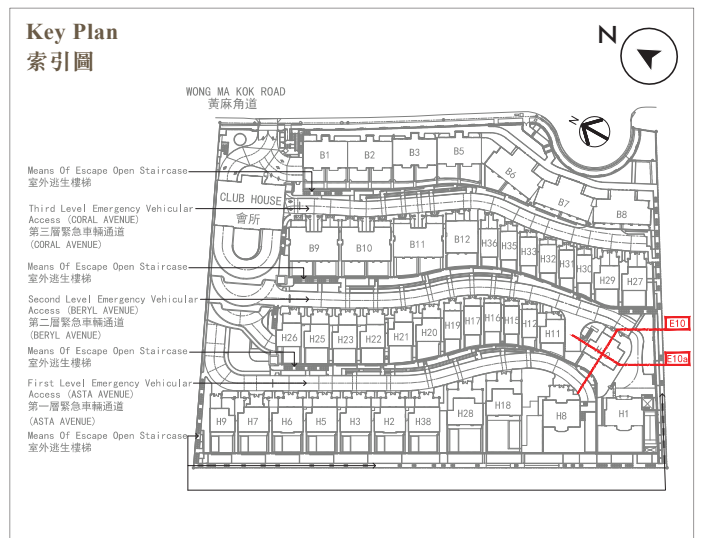 Key Plan
索引圖
N
N
WONG MA KOK ROAD
黃麻角道
Means Of Escape Open Staircase
室外逃生樓梯
Third Level Emergency Vehicular
Access (CORAL AVENUE)
第三層緊急車輛通道
(CORAL AVENUE)
Means Of Escape Open Staircase
室外逃生樓梯
Second Level Emergency Vehicular
Access (BERYL AVENUE)
第二層緊急車輛通道
(BERYL AVENUE)
Means Of Escape Open Staircase
室外逃生樓梯
First Level Emergency Vehicular
Access (ASTA AVENUE)
第一層緊急車輛通道
(ASTA AVENUE)
Means Of Escape Open Staircase
室外逃生樓梯
CLUB HOUSE
會所
B1 B2 B3 B5 B6 B7 B8
B9 B10 B11 B12 H36 H35 H33 H32 H31 H30 H29 H27
H26 H25 H23 H22 H21 H20 H19 H17 H16 H15 H12 H11
E10
E10a
H9 H7 H6 H5 H3 H2 H38 H28 H18 H8 H1